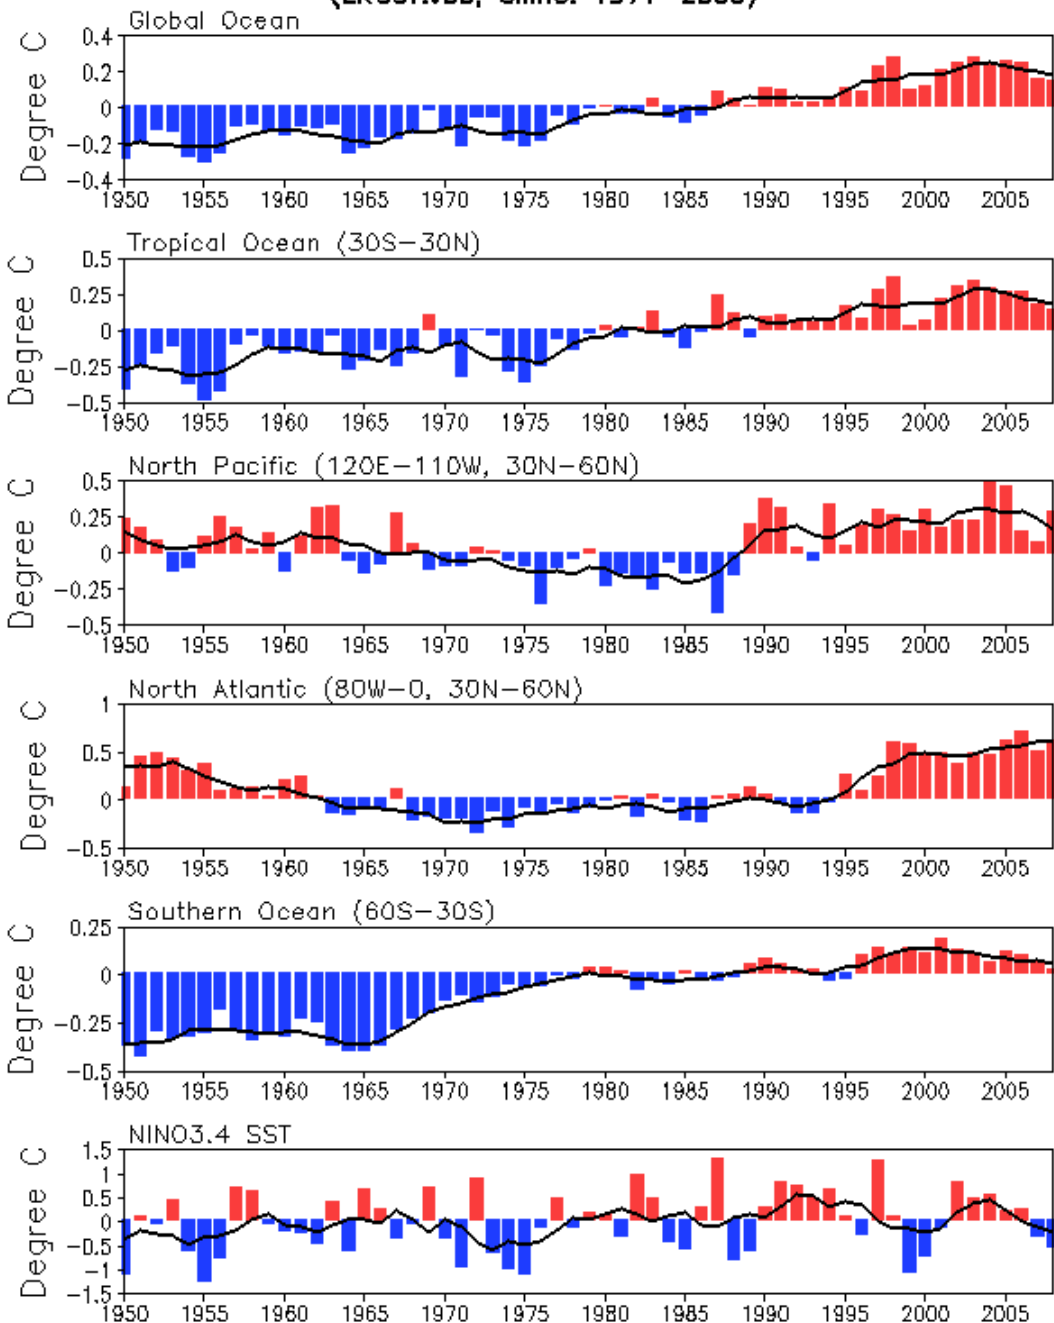 Global Ocean
Degree C
0.4
0.2
0
−0.2
−0.4
1950 1955 1960 1965 1970 1975 1980 1985 1990 1995 2000 2005
Tropical Ocean (30S−30N)
Degree C
0.5
0.25
0
−0.25
−0.5
1950 1955 1960 1965 1970 1975 1980 1985 1990 1995 2000 2005
North Pacific (120E−110W, 30N−60N)
Degree C
0.5
0.25
0
−0.25
−0.5
1950 1955 1960 1965 1970 1975 1980 1985 1990 1995 2000 2005
North Atlantic (80W−0, 30N−60N)
Degree C
1
0.5
0
−0.5
1950 1955 1960 1965 1970 1975 1980 1985 1990 1995 2000 2005
Southern Ocean (60S−30S)
Degree C
0.25
0
−0.25
−0.5
1950 1955 1960 1965 1970 1975 1980 1985 1990 1995 2000 2005
NINO3.4 SST
Degree C
1.5
1
0.5
0
−0.5
−1
−1.5
1950 1955 1960 1965 1970 1975 1980 1985 1990 1995 2000 2005